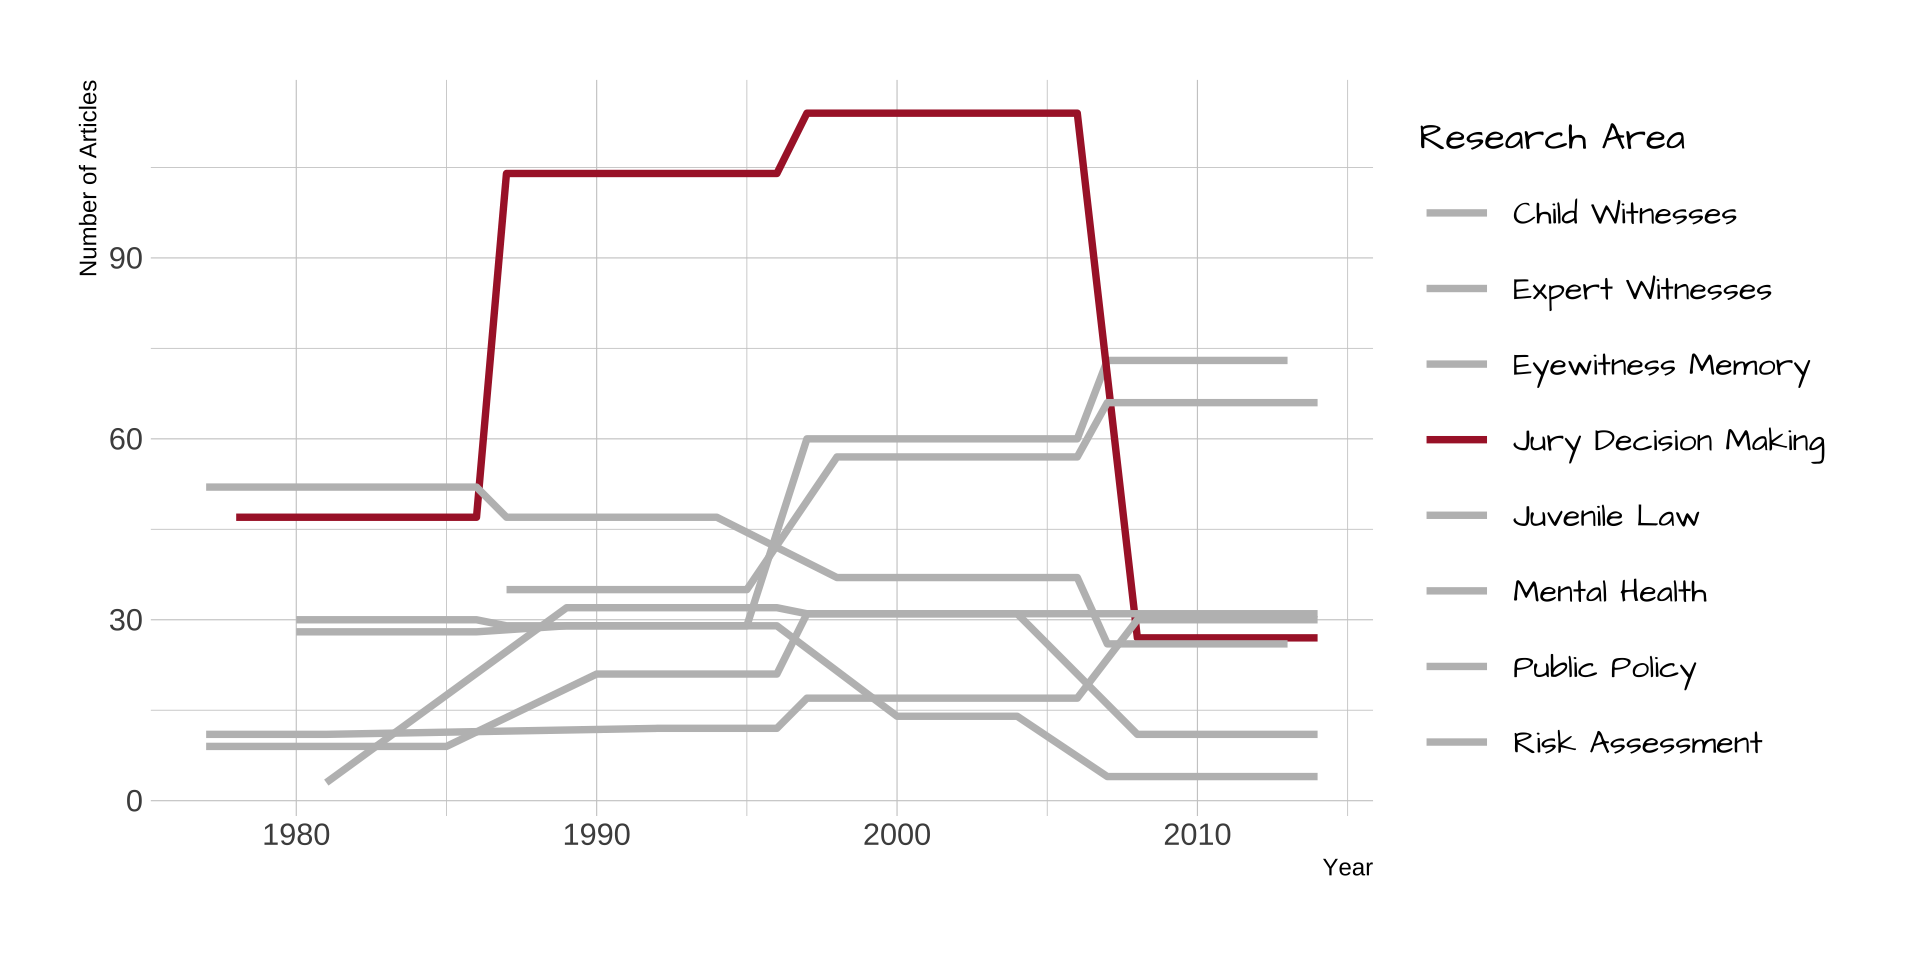 Number of Articles
90
60
30
0
1980 1990 2000 2010
Year
Research Area
Child Witnesses
Expert Witnesses
Eyewitness Memory
Jury Decision Making
Juvenile Law
Mental Health
Public Policy
Risk Assessment